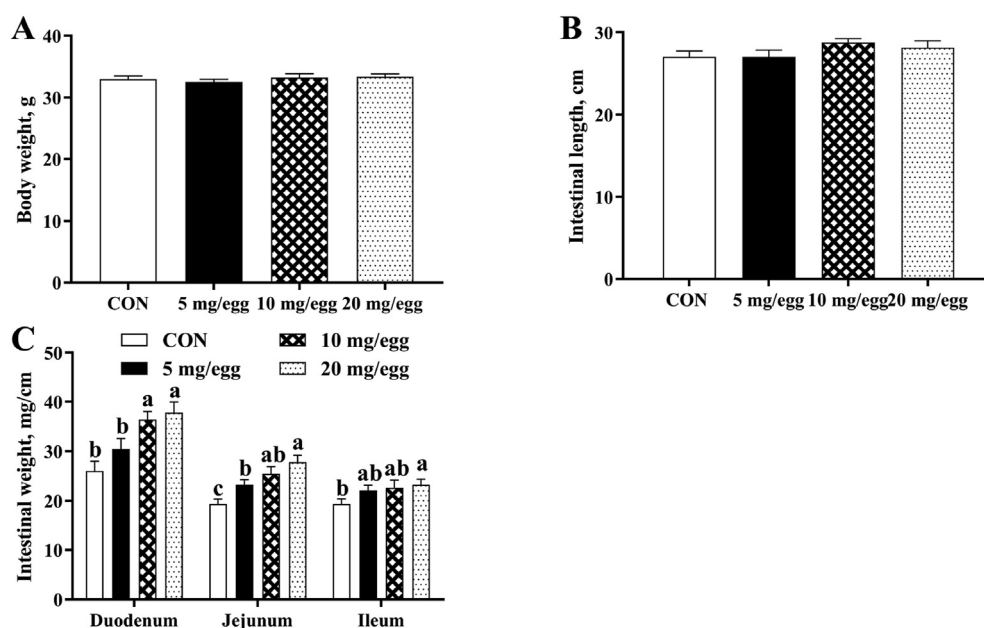 A
Body weight, g
40
30
20
10
0
CON 5 mg/egg 10 mg/egg 20 mg/egg
B
Intestinal length, cm
30
20
10
0
CON 5 mg/egg 10 mg/egg 20 mg/egg
C
CON 10 mg/egg
5 mg/egg 20 mg/egg
Intestinal weight, mg/cm
50
40
30
20
10
0
b b a a
c b ab a
b ab ab a
Duodenum Jejunum Ileum